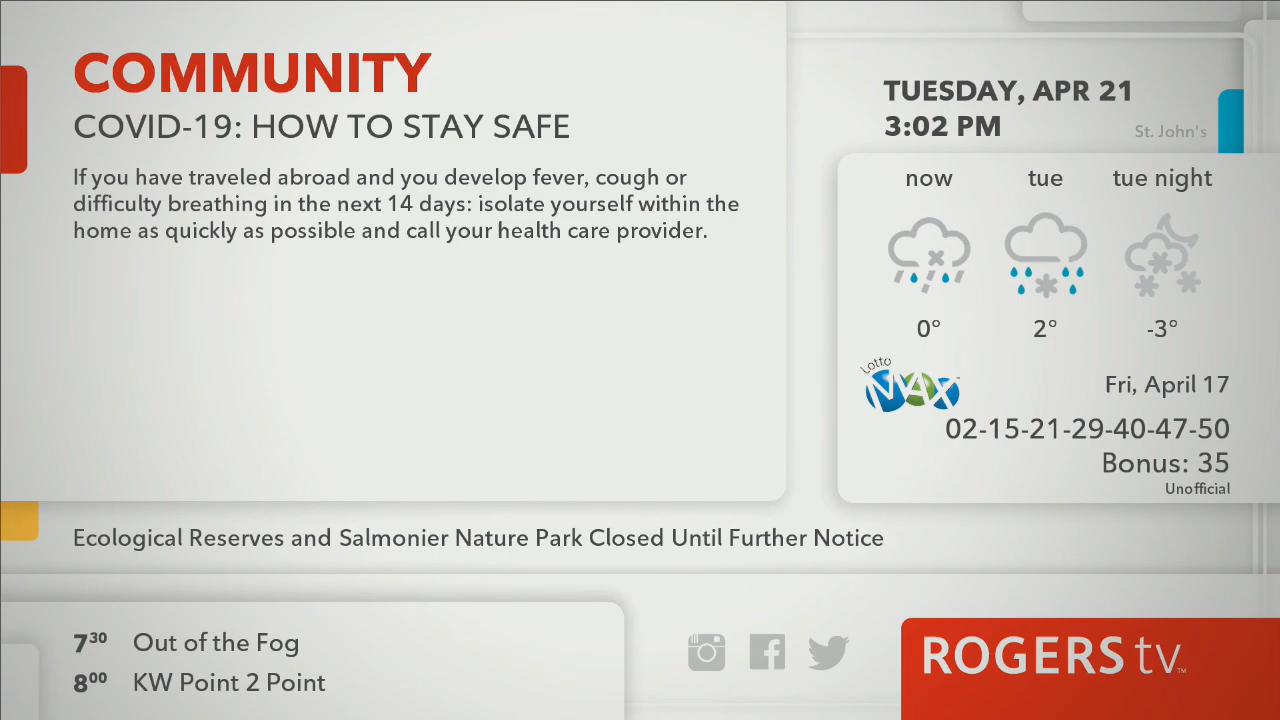 COMMUNITY
COVID-19: HOW TO STAY SAFE
If you have traveled abroad and you develop fever, cough or
difficulty breathing in the next 14 days: isolate yourself within the
home as quickly as possible and call your health care provider.
TUESDAY, APR 21
3:02 PM
St. John's
now tue tue night
0° 2° -3°
Lotto MAX™
Fri, April 17
02-15-21-29-40-47-50
Bonus: 35
Unofficial
Ecological Reserves and Salmonier Nature Park Closed Until Further Notice
7³⁰ Out of the Fog
8⁰⁰ KW Point 2 Point
ROGERS tv™